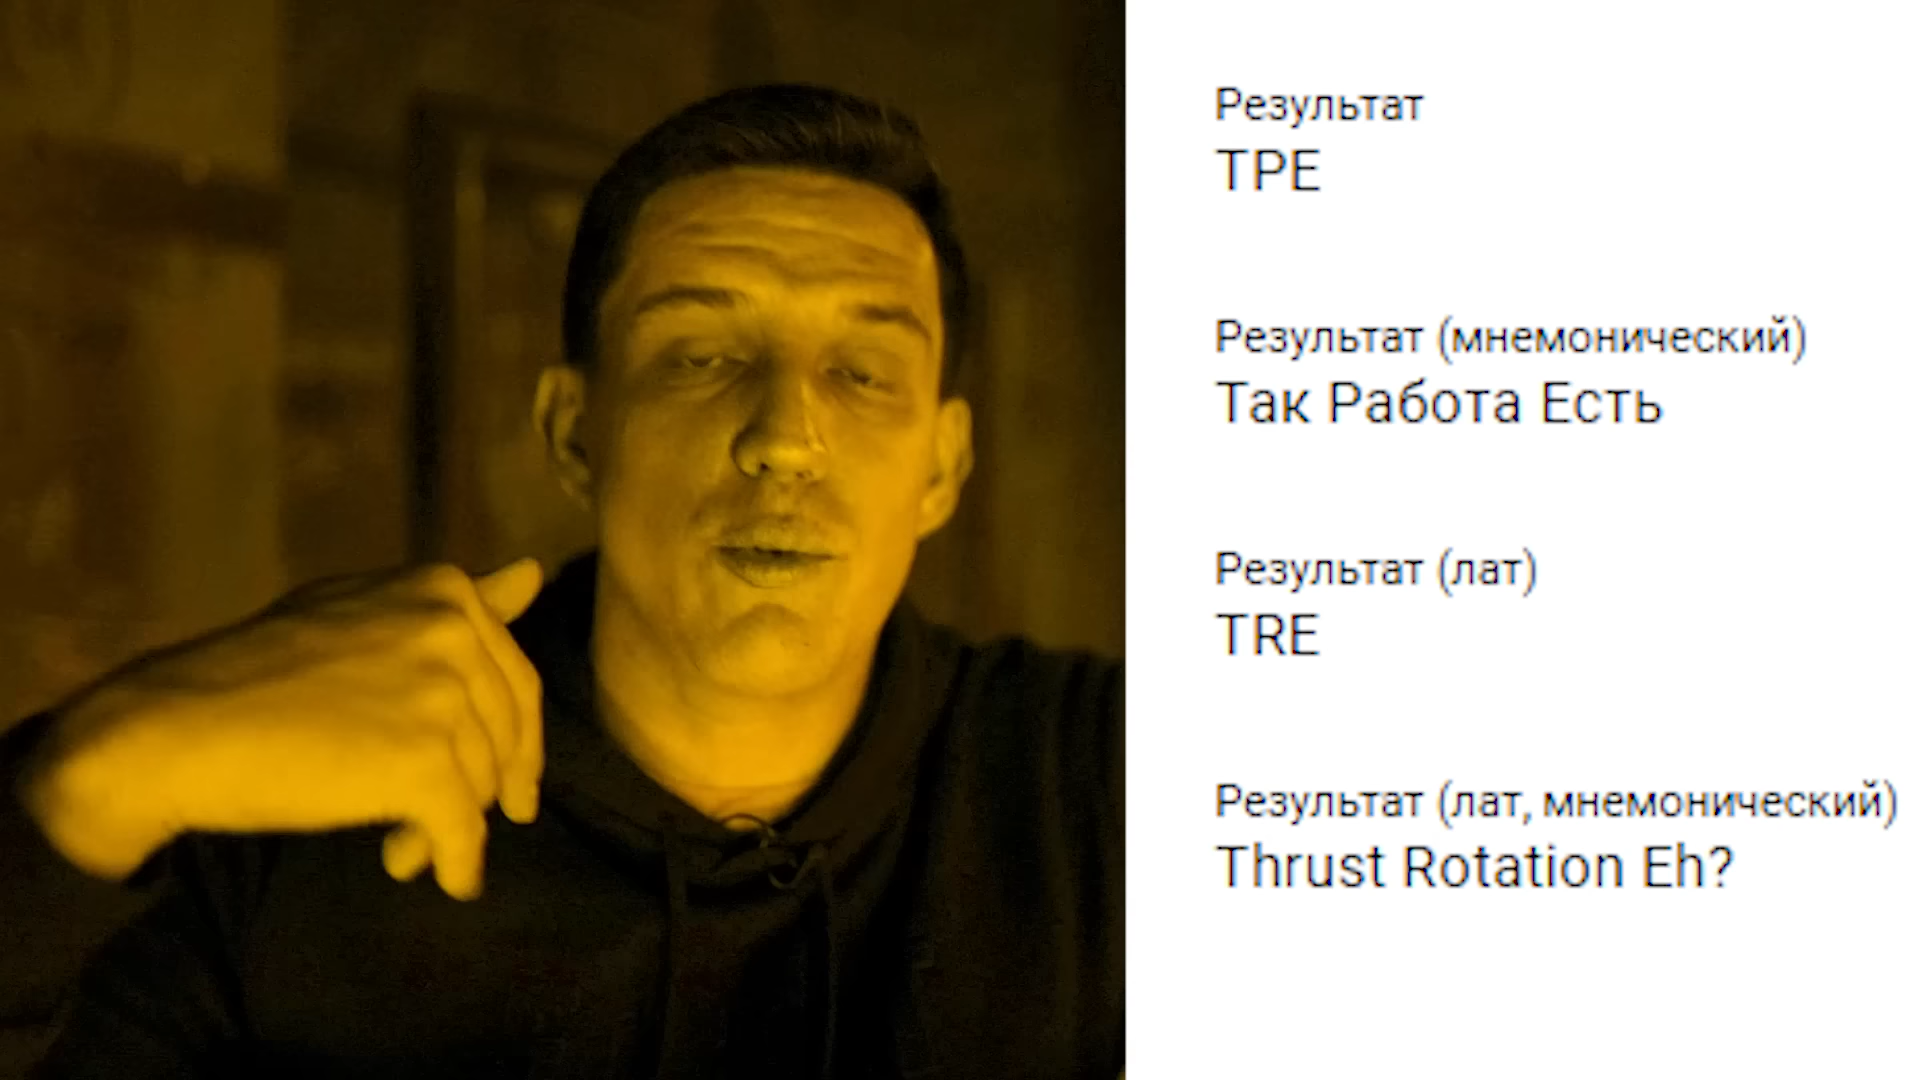 Результат
ТРЕ
Результат (мнемонический)
Так Работа Есть
Результат (лат)
TRE
Результат (лат, мнемонический)
Thrust Rotation Eh?